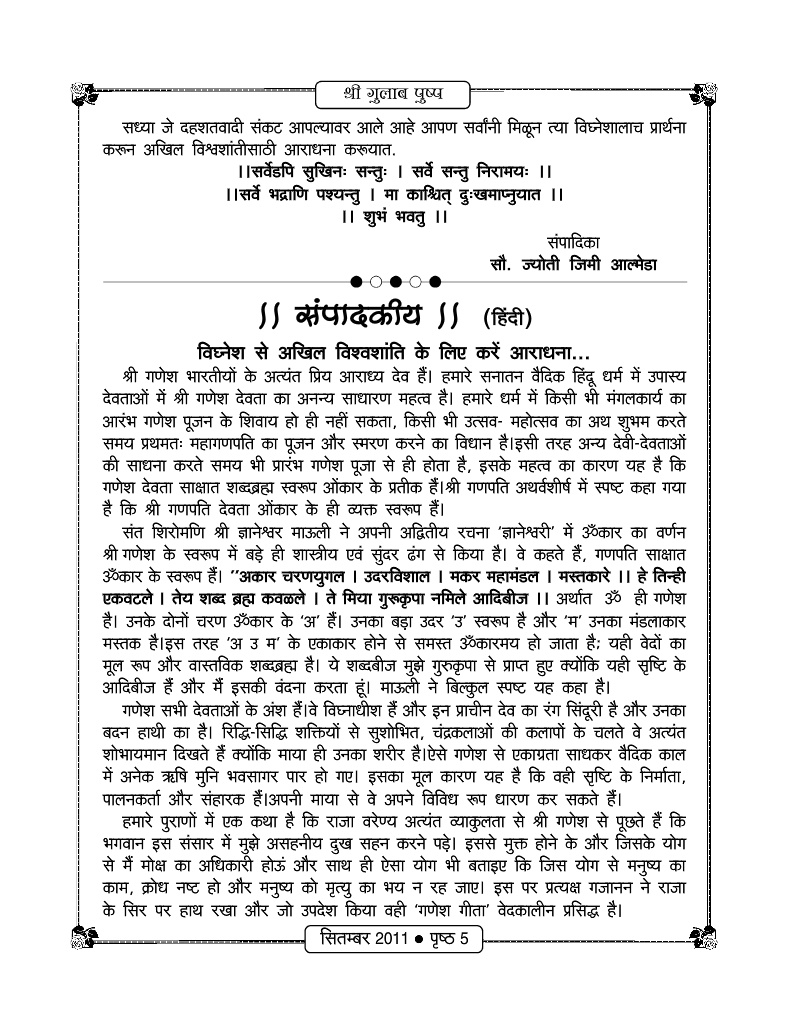 श्री गुलाब पुष्प
सध्या जे दहशतवादी संकट आपल्यावर आले आहे आपण सर्वांनी मिळून त्या विघ्नेशालाच प्रार्थना
करून अखिल विश्वशांतीसाठी आराधना करूयात.
।।सर्वेडपि सुखिनः सन्तुः । सर्वे सन्तु निरामयः ।।
।।सर्वे भद्राणि पश्यन्तु । मा काश्चित् दुःखमाप्नुयात ।।
।। शुभं भवतु ।।
संपादिका
सौ. ज्योती जिमी आल्मेडा
।। संपादकीय ।। (हिंदी)
विघ्नेश से अखिल विश्वशांति के लिए करें आराधना...
श्री गणेश भारतीयों के अत्यंत प्रिय आराध्य देव हैं। हमारे सनातन वैदिक हिंदू धर्म में उपास्य
देवताओं में श्री गणेश देवता का अनन्य साधारण महत्व है। हमारे धर्म में किसी भी मंगलकार्य का
आरंभ गणेश पूजन के शिवाय हो ही नहीं सकता, किसी भी उत्सव- महोत्सव का अथ शुभम करते
समय प्रथमतः महागणपति का पूजन और स्मरण करने का विधान है।इसी तरह अन्य देवी-देवताओं
की साधना करते समय भी प्रारंभ गणेश पूजा से ही होता है, इसके महत्व का कारण यह है कि
गणेश देवता साक्षात शब्दब्रह्म स्वरूप ओंकार के प्रतीक हैं।श्री गणपति अथर्वशीर्ष में स्पष्ट कहा गया
है कि श्री गणपति देवता ओंकार के ही व्यक्त स्वरूप हैं।
संत शिरोमणि श्री ज्ञानेश्वर माऊली ने अपनी अद्वितीय रचना ‘ज्ञानेश्वरी’ में ॐकार का वर्णन
श्री गणेश के स्वरूप में बड़े ही शास्त्रीय एवं सुंदर ढंग से किया है। वे कहते हैं, गणपति साक्षात
ॐकार के स्वरूप हैं। “अकार चरणयुगल । उदरविशाल । मकर महामंडल । मस्तकारे ।। हे तिन्ही
एकवटले । तेय शब्द ब्रह्म कवळले । ते मिया गुरूकृपा नमिले आदिबीज ।। अर्थात ॐ ही गणेश
है। उनके दोनों चरण ॐकार के ‘अ’ हैं। उनका बड़ा उदर ‘उ’ स्वरूप है और ‘म’ उनका मंडलाकार
मस्तक है।इस तरह ‘अ उ म’ के एकाकार होने से समस्त ॐकारमय हो जाता है; यही वेदों का
मूल रूप और वास्तविक शब्दब्रह्म है। ये शब्दबीज मुझे गुरुकृपा से प्राप्त हुए क्योंकि यही सृष्टि के
आदिबीज हैं और मैं इसकी वंदना करता हूं। माऊली ने बिल्कुल स्पष्ट यह कहा है।
गणेश सभी देवताओं के अंश हैं।वे विघ्नाधीश हैं और इन प्राचीन देव का रंग सिंदूरी है और उनका
बदन हाथी का है। रिद्धि-सिद्धि शक्तियों से सुशोभित, चंद्रकलाओं की कलापों के चलते वे अत्यंत
शोभायमान दिखते हैं क्योंकि माया ही उनका शरीर है।ऐसे गणेश से एकाग्रता साधकर वैदिक काल
में अनेक ऋषि मुनि भवसागर पार हो गए। इसका मूल कारण यह है कि वही सृष्टि के निर्माता,
पालनकर्ता और संहारक हैं।अपनी माया से वे अपने विविध रूप धारण कर सकते हैं।
हमारे पुराणों में एक कथा है कि राजा वरेण्य अत्यंत व्याकुलता से श्री गणेश से पूछते हैं कि
भगवान इस संसार में मुझे असहनीय दुख सहन करने पड़े। इससे मुक्त होने के और जिसके योग
से मैं मोक्ष का अधिकारी होऊं और साथ ही ऐसा योग भी बताइए कि जिस योग से मनुष्य का
काम, क्रोध नष्ट हो और मनुष्य को मृत्यु का भय न रह जाए। इस पर प्रत्यक्ष गजानन ने राजा
के सिर पर हाथ रखा और जो उपदेश किया वही ‘गणेश गीता’ वेदकालीन प्रसिद्ध है।
सितम्बर 2011 ● पृष्ठ 5